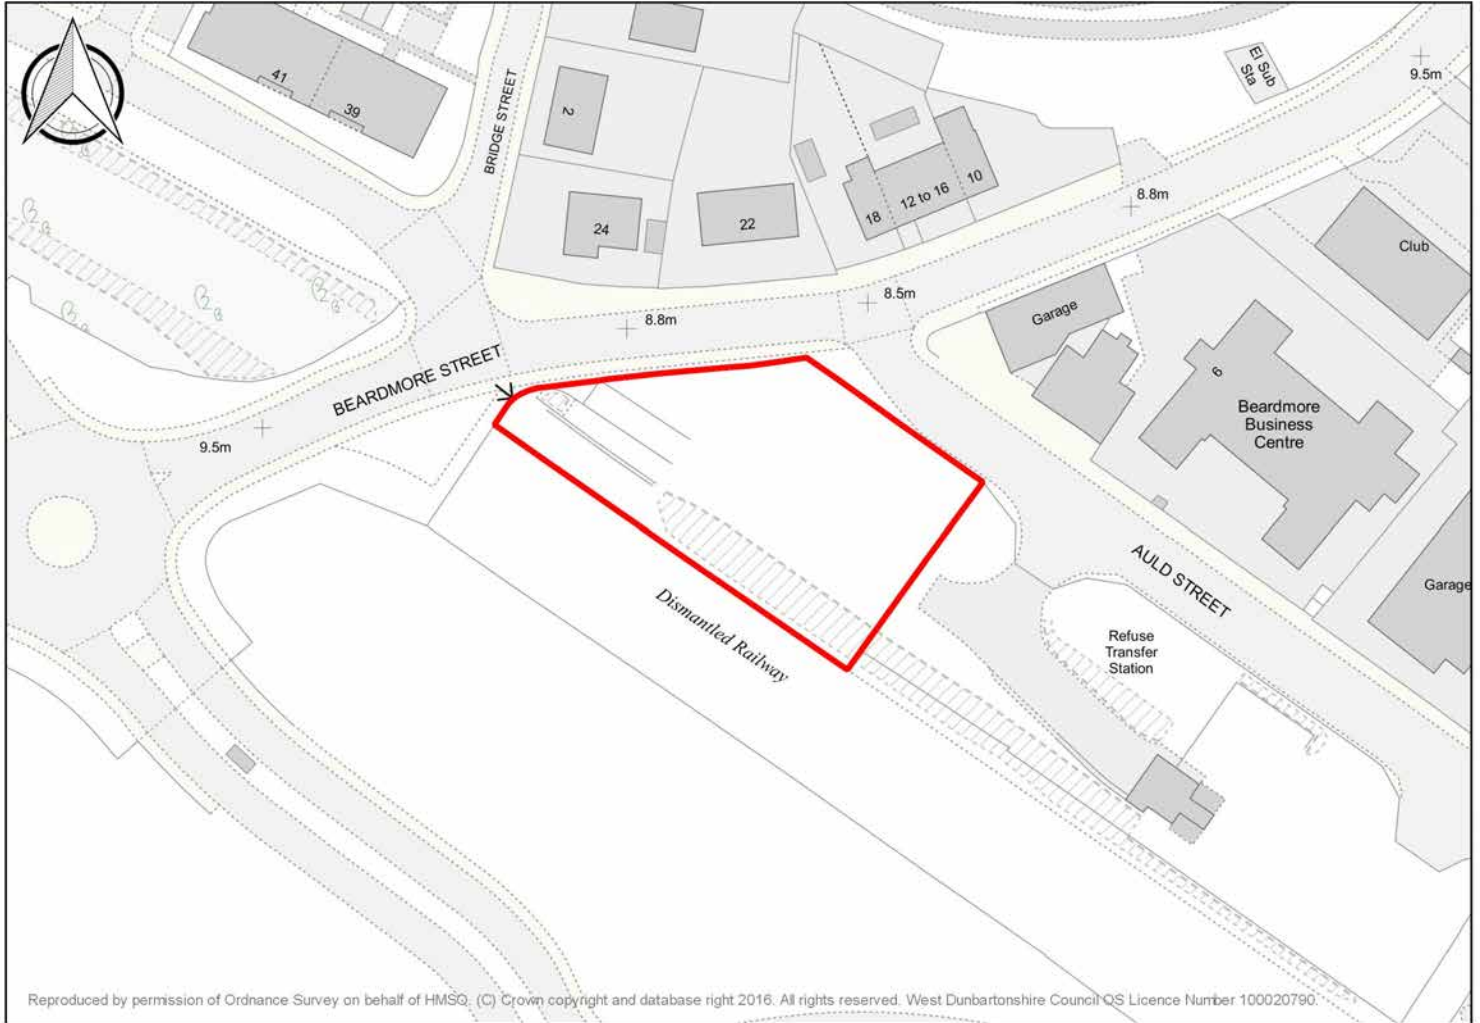 41
39
BRIDGE STREET
2
El Sub
Sta
9.5m
24
22
18
12 to 16
10
8.8m
Club
8.5m
8.8m
Garage
BEARDMORE STREET
9.5m
6
Beardmore
Business
Centre
AULD STREET
Garage
Dismantled Railway
Refuse
Transfer
Station
Reproduced by permission of Ordnance Survey on behalf of HMSO. (C) Crown copyright and database right 2016. All rights reserved. West Dunbartonshire Council OS Licence Number 100020790.